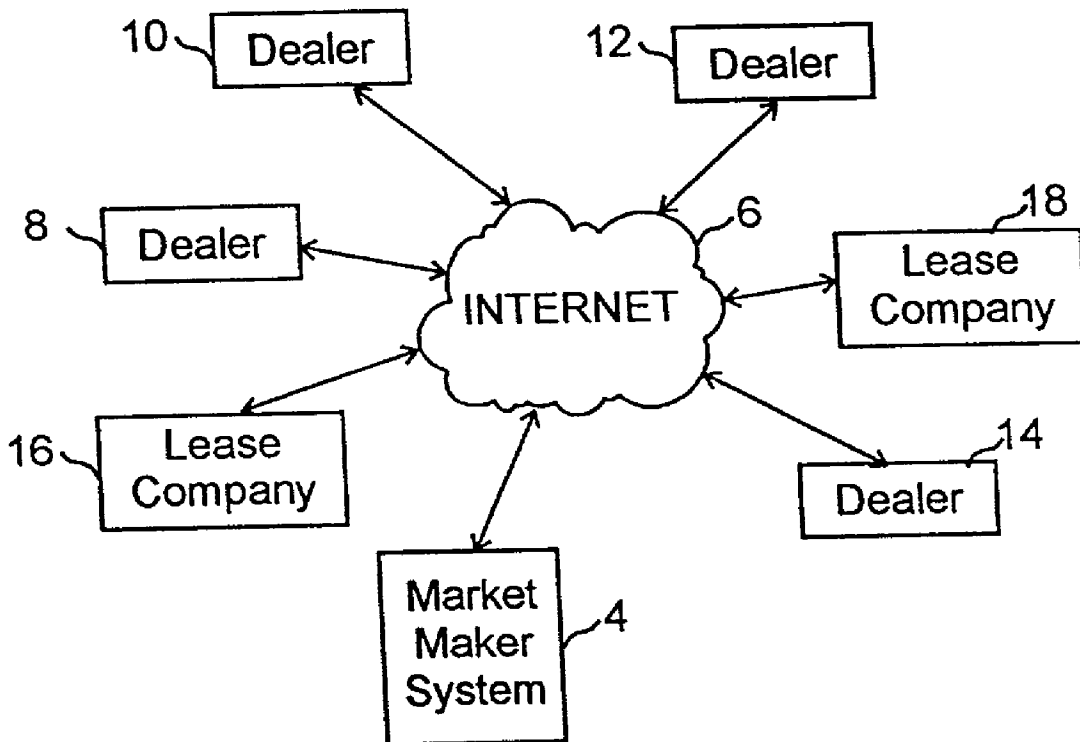 10
Dealer
12
Dealer
8
Dealer
6
18
Lease
Company
INTERNET
16
Lease
Company
14
Dealer
Market
Maker
System
4